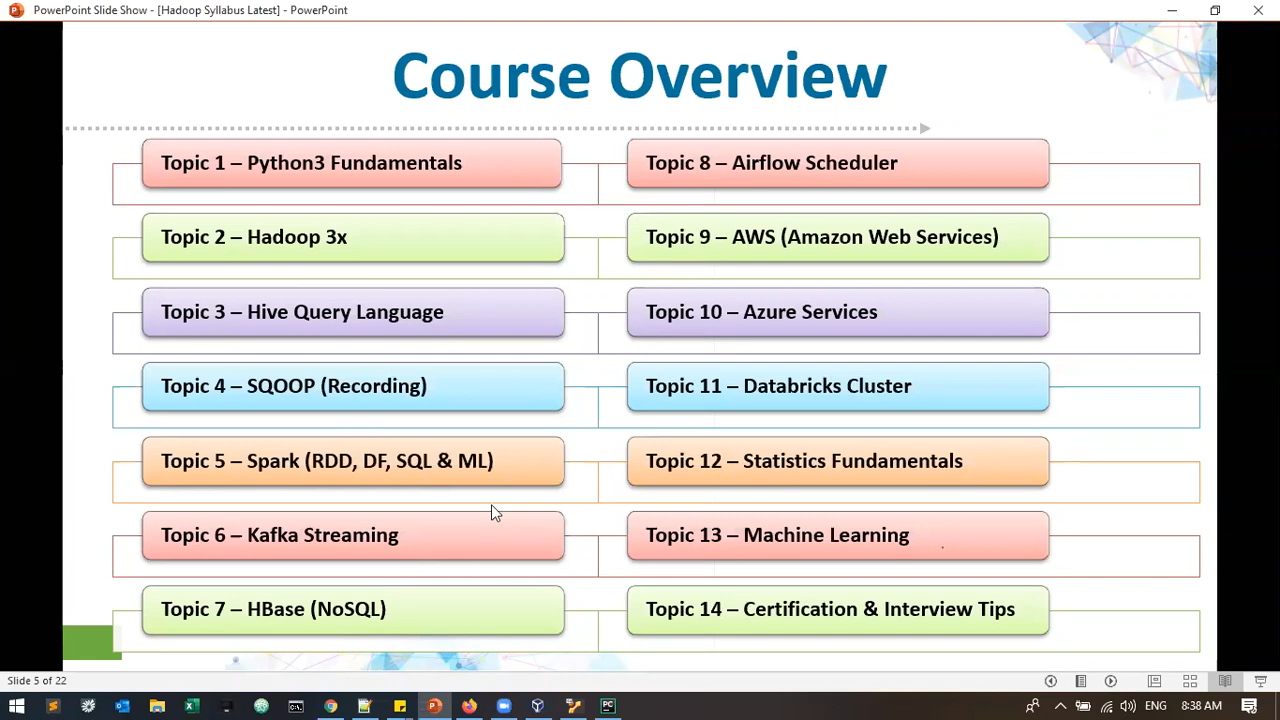 PowerPoint Slide Show - [Hadoop Syllabus Latest] - PowerPoint
Course Overview
Topic 1 – Python3 Fundamentals
Topic 2 – Hadoop 3x
Topic 3 – Hive Query Language
Topic 4 – SQOOP (Recording)
Topic 5 – Spark (RDD, DF, SQL & ML)
Topic 6 – Kafka Streaming
Topic 7 – HBase (NoSQL)
Topic 8 – Airflow Scheduler
Topic 9 – AWS (Amazon Web Services)
Topic 10 – Azure Services
Topic 11 – Databricks Cluster
Topic 12 – Statistics Fundamentals
Topic 13 – Machine Learning
Topic 14 – Certification & Interview Tips
Slide 5 of 22
ENG 8:38 AM